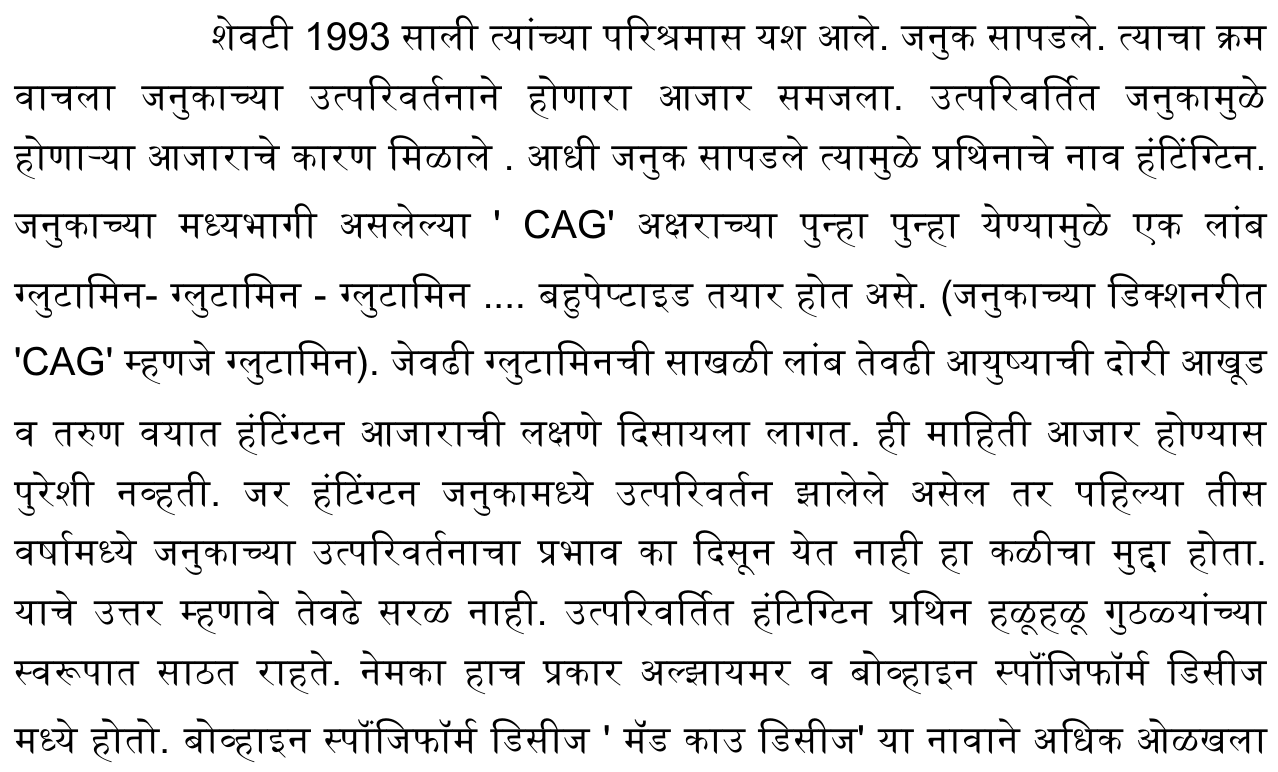 शेवटी 1993 साली त्यांच्या परिश्रमास यश आले. जनुक सापडले. त्याचा क्रम
वाचला जनुकाच्या उत्परिवर्तनाने होणारा आजार समजला. उत्परिवर्तित जनुकामुळे
होणाऱ्या आजाराचे कारण मिळाले . आधी जनुक सापडले त्यामुळे प्रथिनाचे नाव हंटिंग्टिन.
जनुकाच्या मध्यभागी असलेल्या ' CAG' अक्षराच्या पुन्हा पुन्हा येण्यामुळे एक लांब
ग्लुटामिन- ग्लुटामिन - ग्लुटामिन .... बहुपेप्टाइड तयार होत असे. (जनुकाच्या डिक्शनरीत
'CAG' म्हणजे ग्लुटामिन). जेवढी ग्लुटामिनची साखळी लांब तेवढी आयुष्याची दोरी आखूड
व तरुण वयात हंटिंग्टन आजाराची लक्षणे दिसायला लागत. ही माहिती आजार होण्यास
पुरेशी नव्हती. जर हंटिंग्टन जनुकामध्ये उत्परिवर्तन झालेले असेल तर पहिल्या तीस
वर्षामध्ये जनुकाच्या उत्परिवर्तनाचा प्रभाव का दिसून येत नाही हा कळीचा मुद्दा होता.
याचे उत्तर म्हणावे तेवढे सरळ नाही. उत्परिवर्तित हंटिग्टिन प्रथिन हळूहळू गुठळ्यांच्या
स्वरूपात साठत राहते. नेमका हाच प्रकार अल्झायमर व बोव्हाइन स्पॉंजिफॉर्म डिसीज
मध्ये होतो. बोव्हाइन स्पॉंजिफॉर्म डिसीज ' मॅड काउ डिसीज' या नावाने अधिक ओळखला